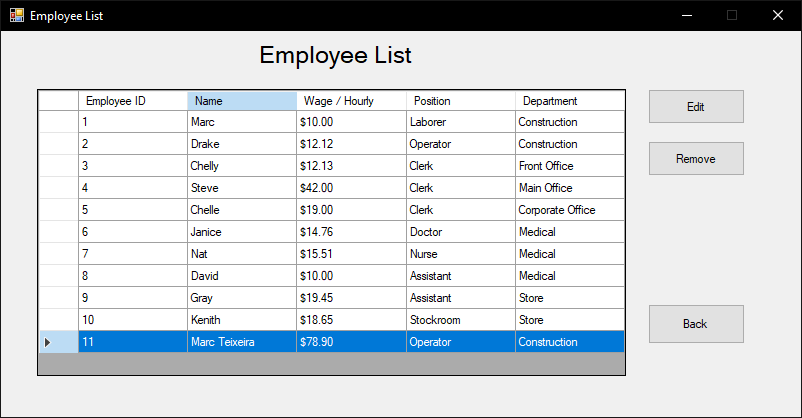 Employee List
Employee List
Employee ID Name Wage / Hourly Position Department
1 Marc $10.00 Laborer Construction
2 Drake $12.12 Operator Construction
3 Chelly $12.13 Clerk Front Office
4 Steve $42.00 Clerk Main Office
5 Chelle $19.00 Clerk Corporate Office
6 Janice $14.76 Doctor Medical
7 Nat $15.51 Nurse Medical
8 David $10.00 Assistant Medical
9 Gray $19.45 Assistant Store
10 Kenith $18.65 Stockroom Store
11 Marc Teixeira $78.90 Operator Construction
Edit
Remove
Back